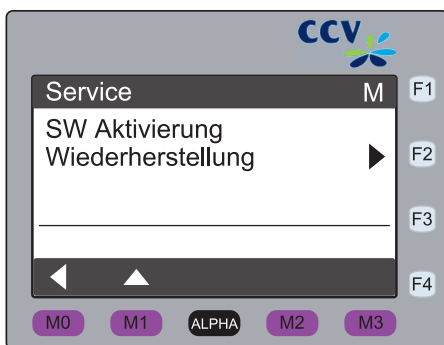 CCV
Service M F1
SW Aktivierung
Wiederherstellung F2
F3
F4
M0 M1 ALPHA M2 M3